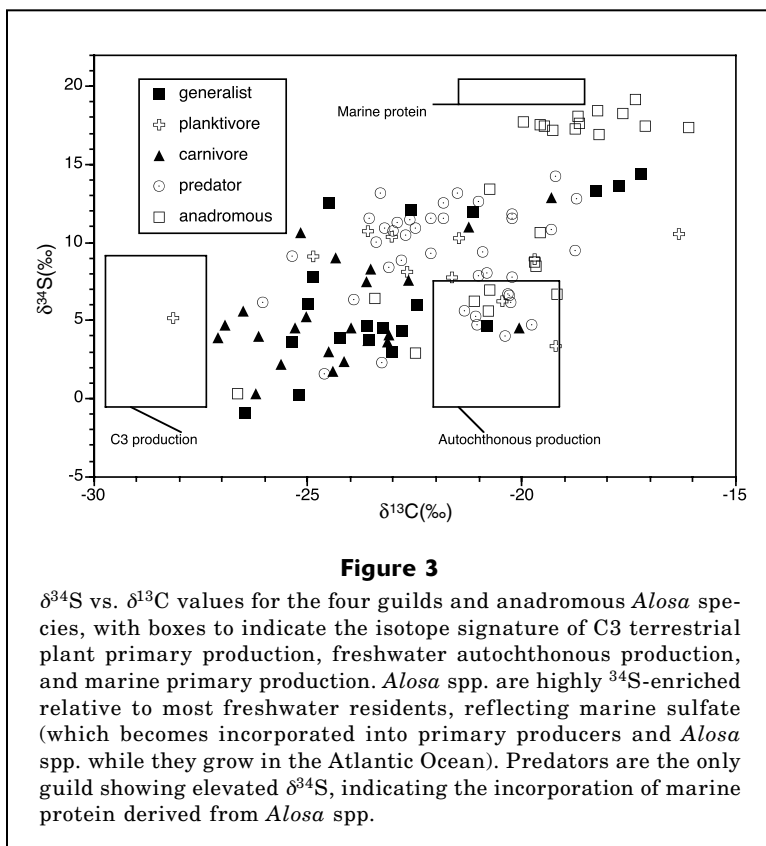 20
15
10
5
0
-5
δ³⁴S(‰)
generalist
planktivore
carnivore
predator
anadromous
Marine protein
C3 production
Autochthonous production
-30
-25
-20
-15
δ¹³C(‰)
Figure 3
δ³⁴S vs. δ¹³C values for the four guilds and anadromous Alosa spe-
cies, with boxes to indicate the isotope signature of C3 terrestrial
plant primary production, freshwater autochthonous production,
and marine primary production. Alosa spp. are highly ³⁴S-enriched
relative to most freshwater residents, reflecting marine sulfate
(which becomes incorporated into primary producers and Alosa
spp. while they grow in the Atlantic Ocean). Predators are the only
guild showing elevated δ³⁴S, indicating the incorporation of marine
protein derived from Alosa spp.